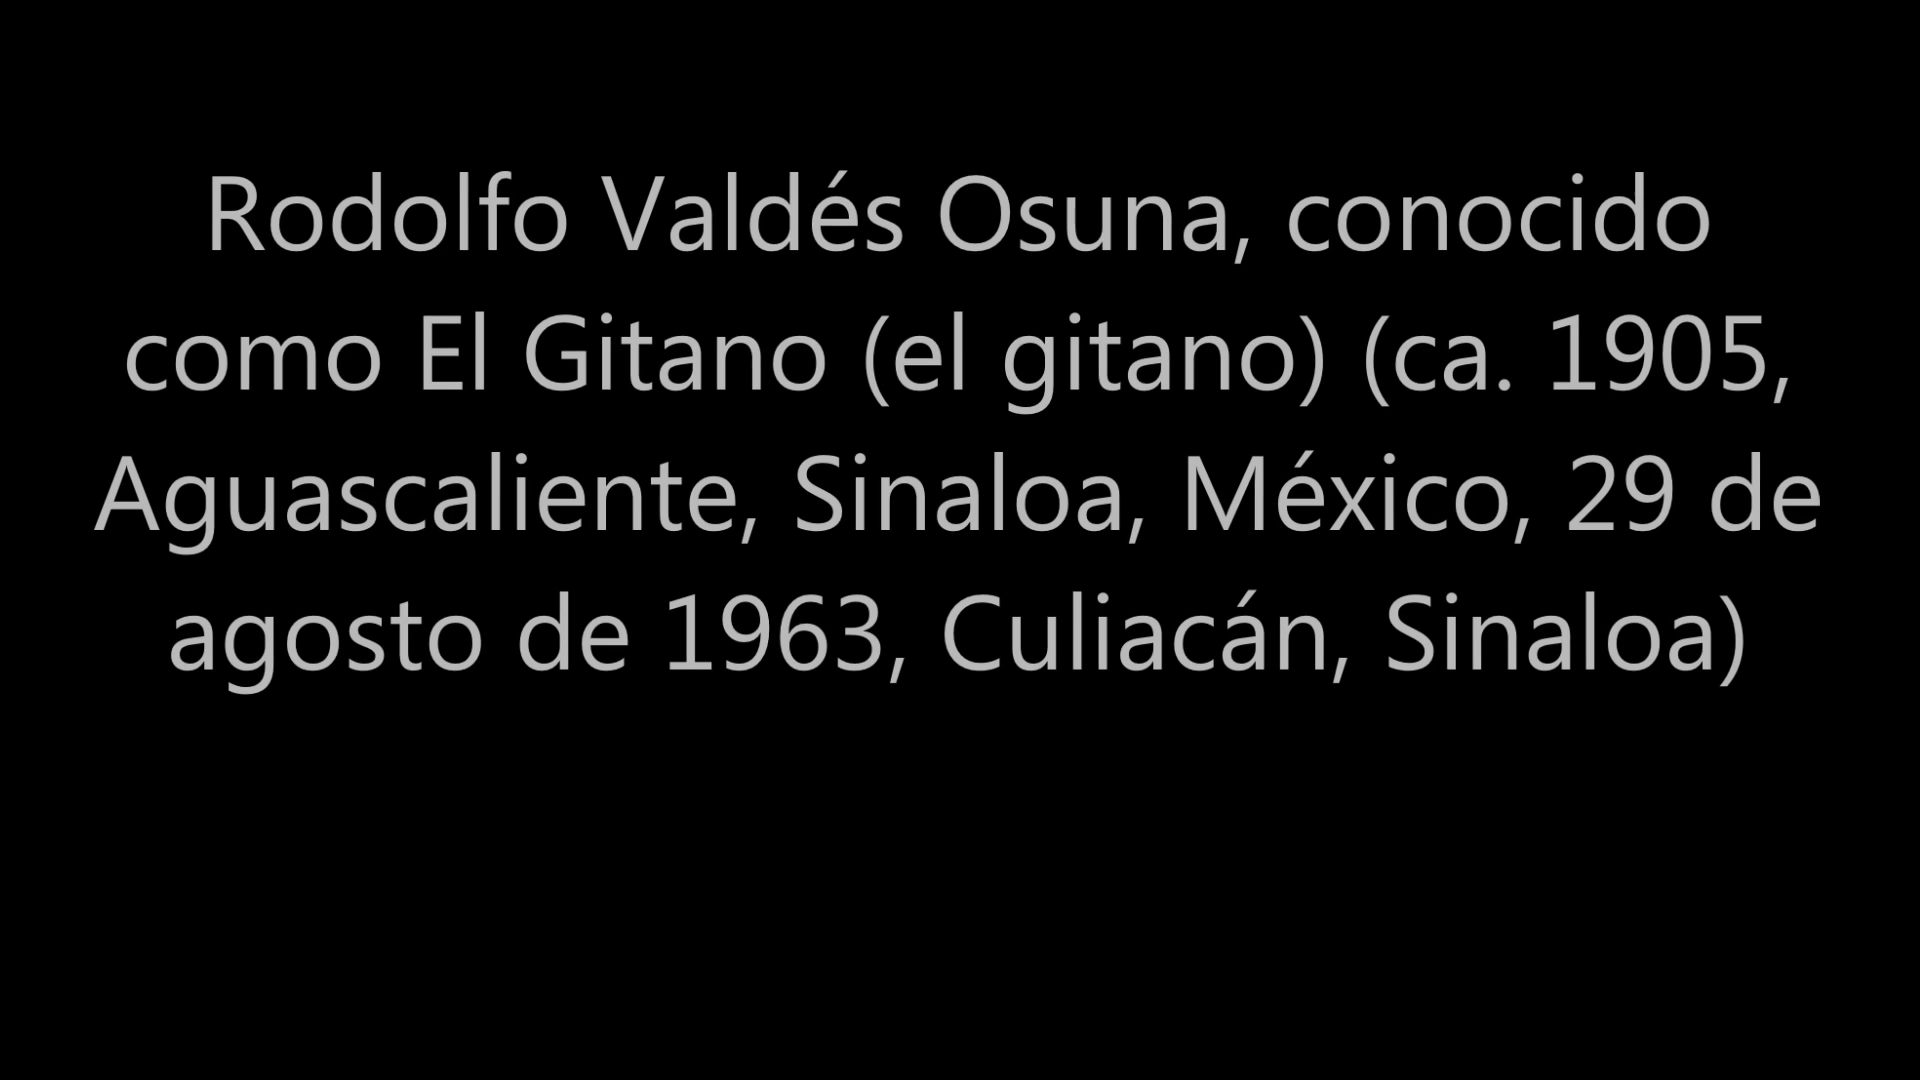 Rodolfo Valdés Osuna, conocido
como El Gitano (el gitano) (ca. 1905,
Aguascaliente, Sinaloa, México, 29 de
agosto de 1963, Culiacán, Sinaloa)